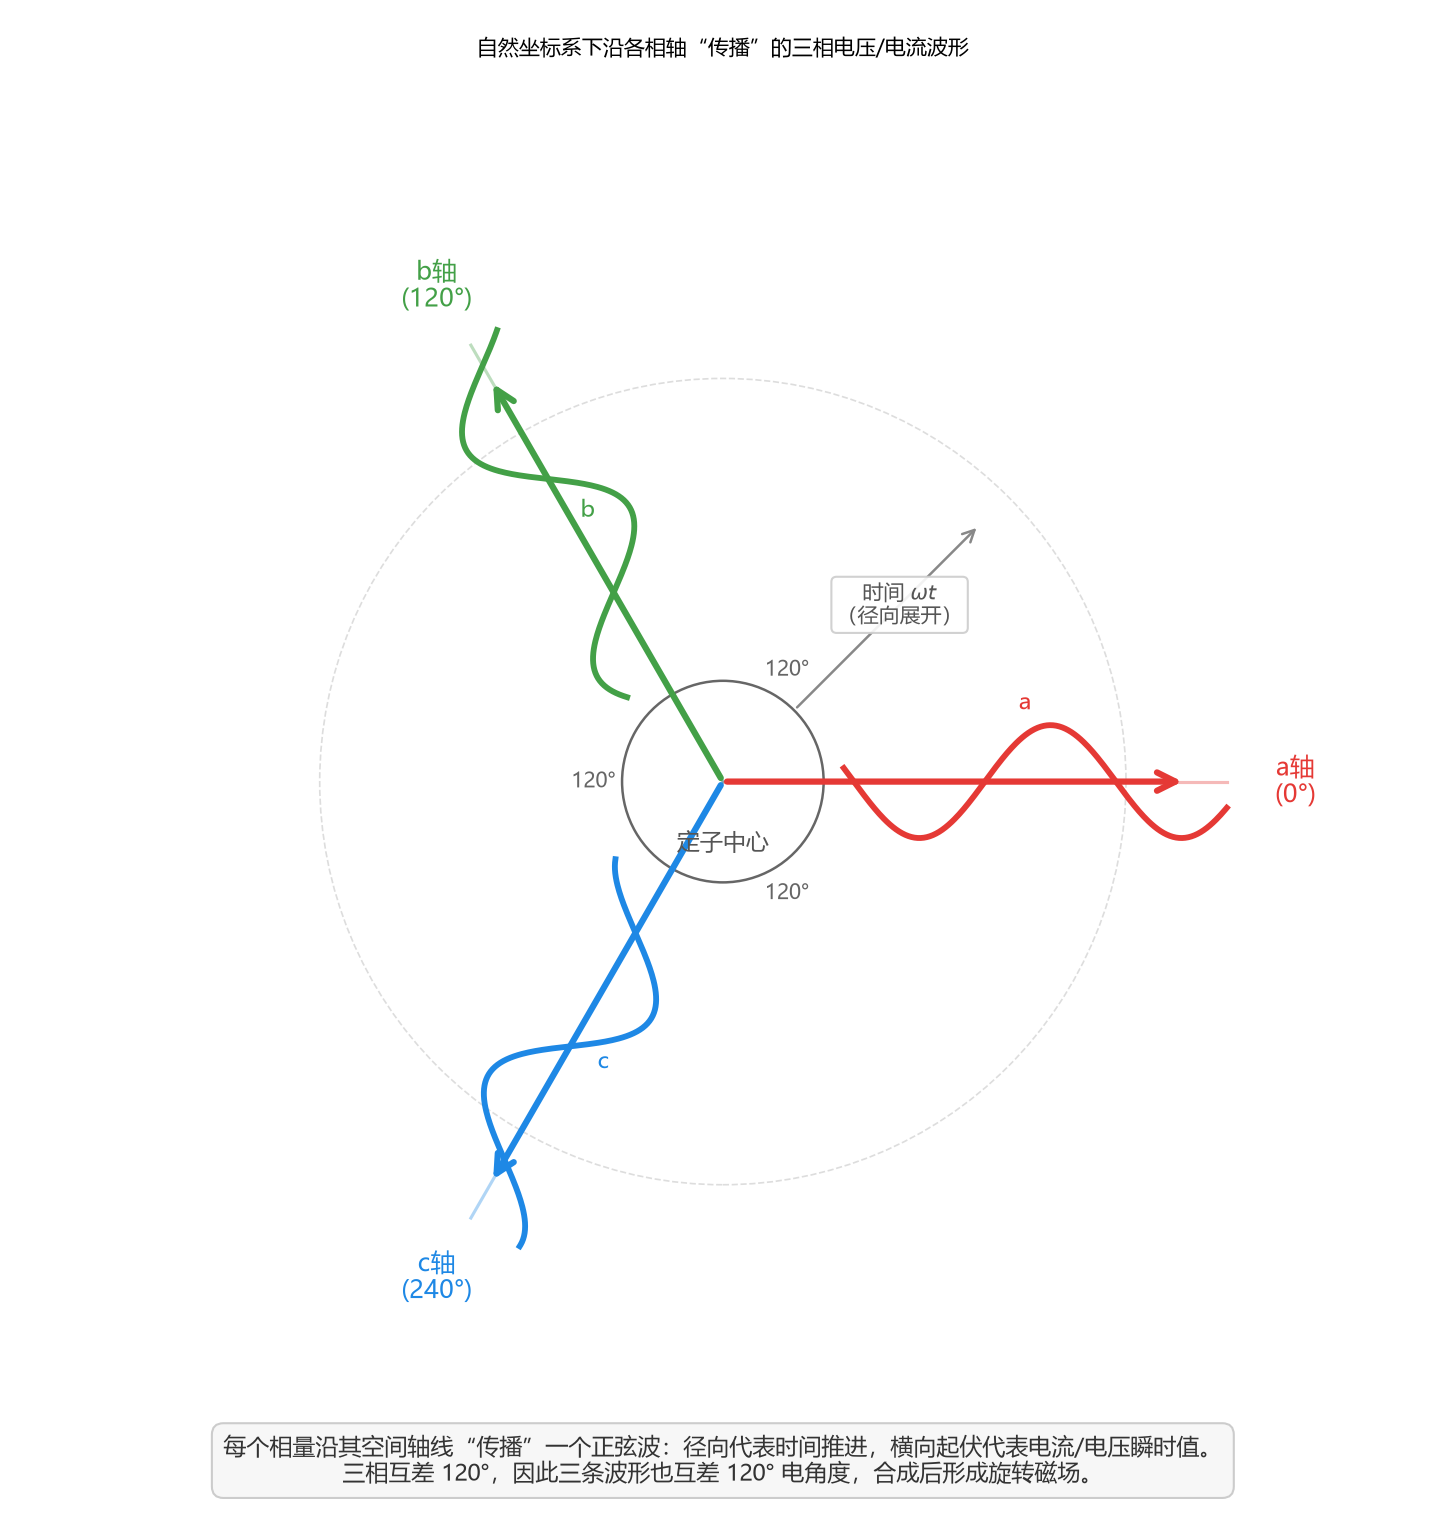 自然坐标系下沿各相轴“传播”的三相电压/电流波形
b轴
(120°)
b
时间 ωt
（径向展开）
120°
a
a轴
(0°)
120°
定子中心
120°
c
c轴
(240°)
每个相量沿其空间轴线“传播”一个正弦波：径向代表时间推进，横向起伏代表电流/电压瞬时值。
三相互差 120°，因此三条波形也互差 120° 电角度，合成后形成旋转磁场。